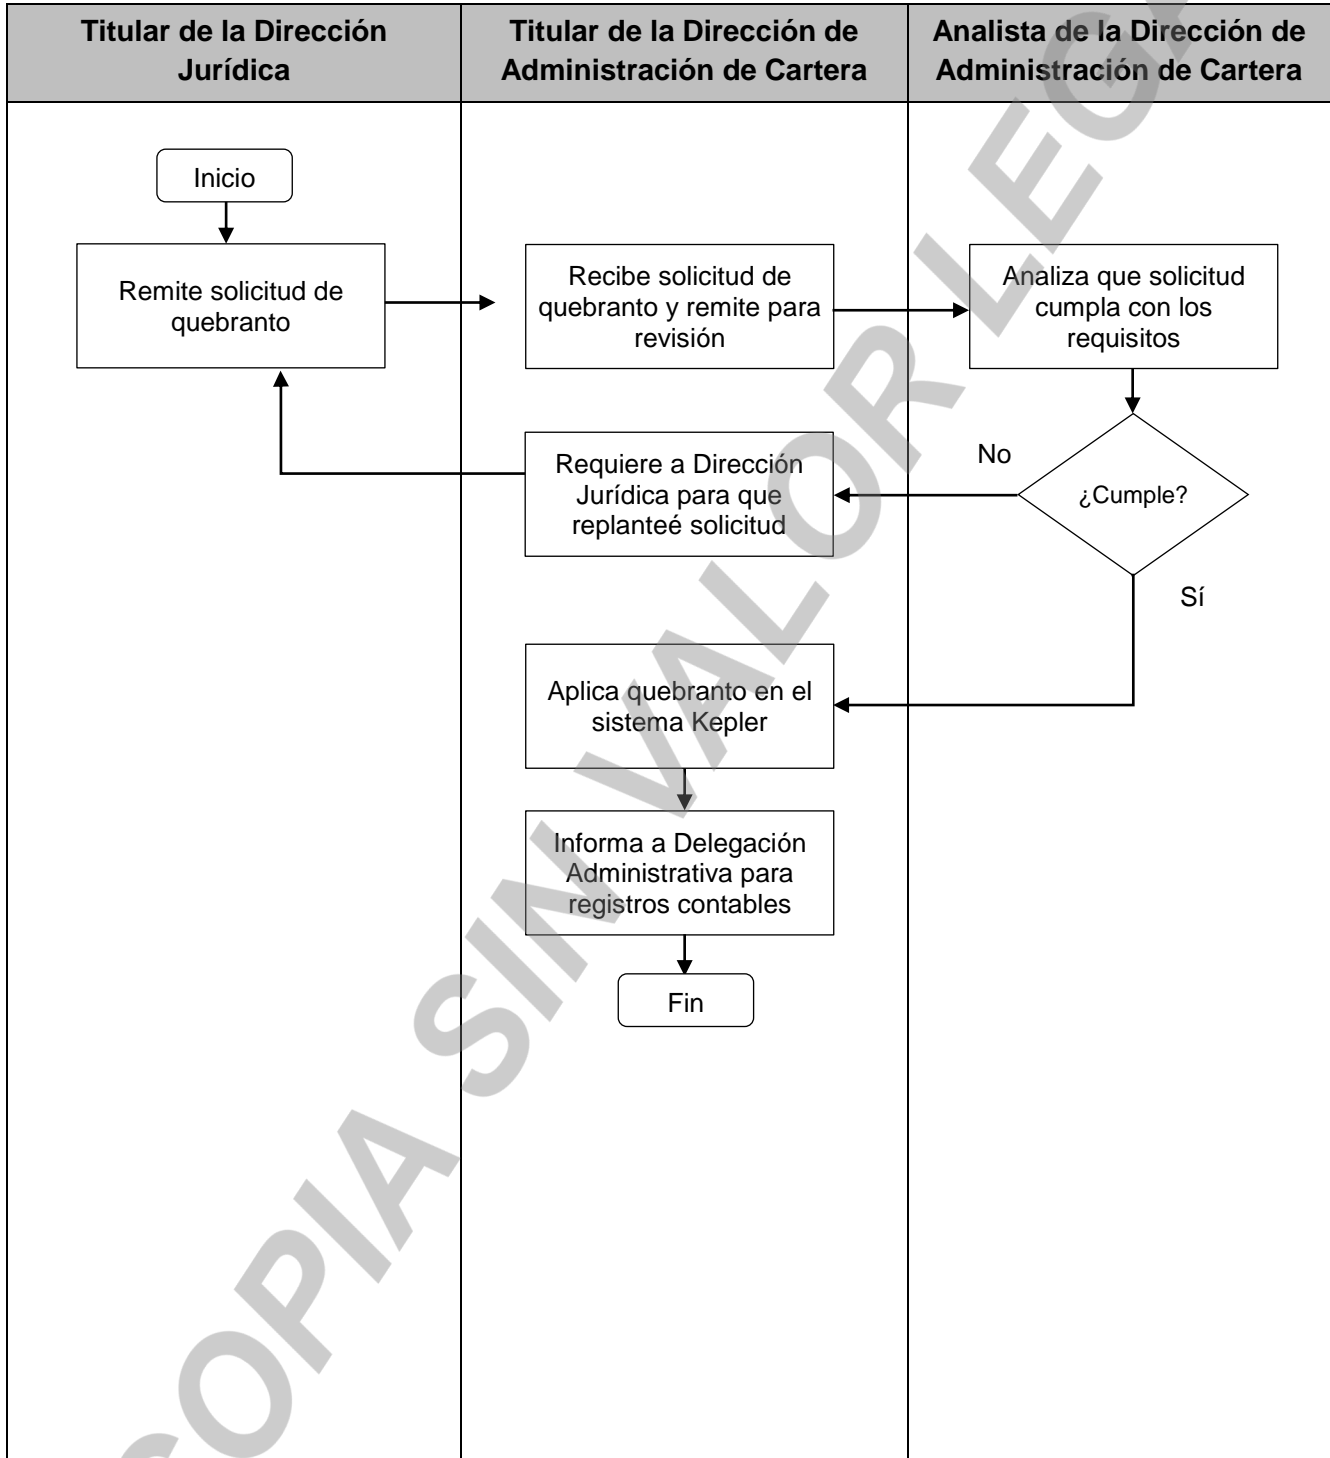 Titular de la Dirección
Jurídica
Titular de la Dirección de
Administración de Cartera
Analista de la Dirección de
Administración de Cartera
Inicio
Remite solicitud de
quebranto
Recibe solicitud de
quebranto y remite para
revisión
Analiza que solicitud
cumpla con los
requisitos
Requiere a Dirección
Jurídica para que
replanteé solicitud
No
¿Cumple?
Sí
Aplica quebranto en el
sistema Kepler
Informa a Delegación
Administrativa para
registros contables
Fin
COPIA SIN VALOR LEGA